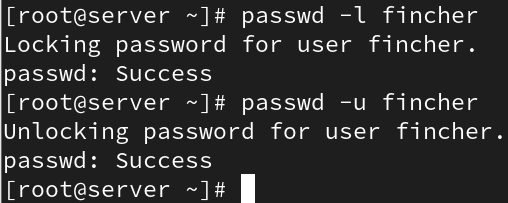 [root@server ~]# passwd -l fincher
Locking password for user fincher.
passwd: Success
[root@server ~]# passwd -u fincher
Unlocking password for user fincher.
passwd: Success
[root@server ~]#